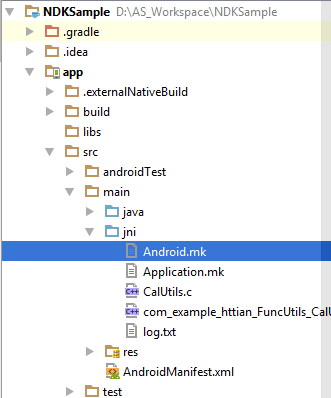 NDKSample D:\AS_Workspace\NDKSample
.gradle
.idea
app
.externalNativeBuild
build
libs
src
androidTest
main
java
jni
Android.mk
Application.mk
CalUtils.c
com_example_httian_FuncUtils_Calu
log.txt
res
AndroidManifest.xml
test